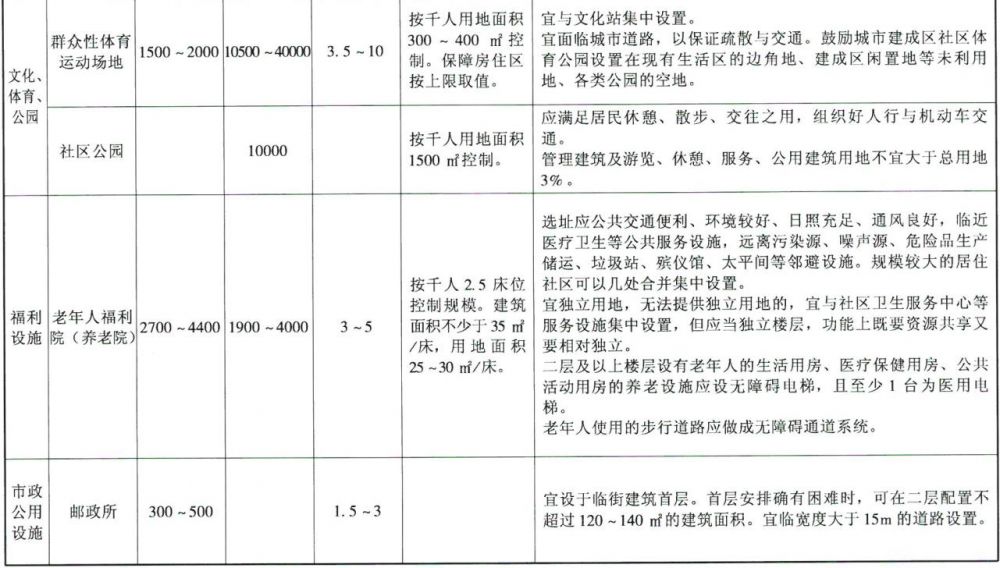 文化、
体育、
公园
群众性体育
运动场地
1500～2000
10500～40000
3.5～10
按千人用地面积
300～400㎡控
制。保障房住区
按上限取值。
宜与文化站集中设置。
宜面临城市道路，以保证疏散与交通。鼓励城市建成区社区体
育公园设置在现有生活区的边角地、建成区闲置地等未利用
地、各类公园的空地。
社区公园
10000
按千人用地面积
1500㎡控制。
应满足居民休憩、散步、交往之用，组织好人行与机动车交
通。
管理建筑及游览、休憩、服务、公用建筑用地不宜大于总用地
3%。
福利
设施
老年人福利
院（养老院）
2700～4400
1900～4000
3～5
按千人2.5床位
控制规模。建筑
面积不少于35㎡
/床，用地面积
25～30㎡/床。
选址应公共交通便利、环境较好、日照充足、通风良好，临近
医疗卫生等公共服务设施，远离污染源、噪声源、危险品生产
储运、垃圾站、殡仪馆、太平间等邻避设施。规模较大的居住
社区可以几处合并集中设置。
宜独立用地，无法提供独立用地的，宜与社区卫生服务中心等
服务设施集中设置，但应当独立楼层，功能上既要资源共享又
要相对独立。
二层及以上楼层设有老年人的生活用房、医疗保健用房、公共
活动用房的养老设施应设无障碍电梯，且至少1台为医用电
梯。
老年人使用的步行道路应做成无障碍通道系统。
市政
公用
设施
邮政所
300～500
1.5～3
宜设于临街建筑首层。首层安排确有困难时，可在二层配置不
超过120～140㎡的建筑面积。宜临宽度大于15m的道路设置。